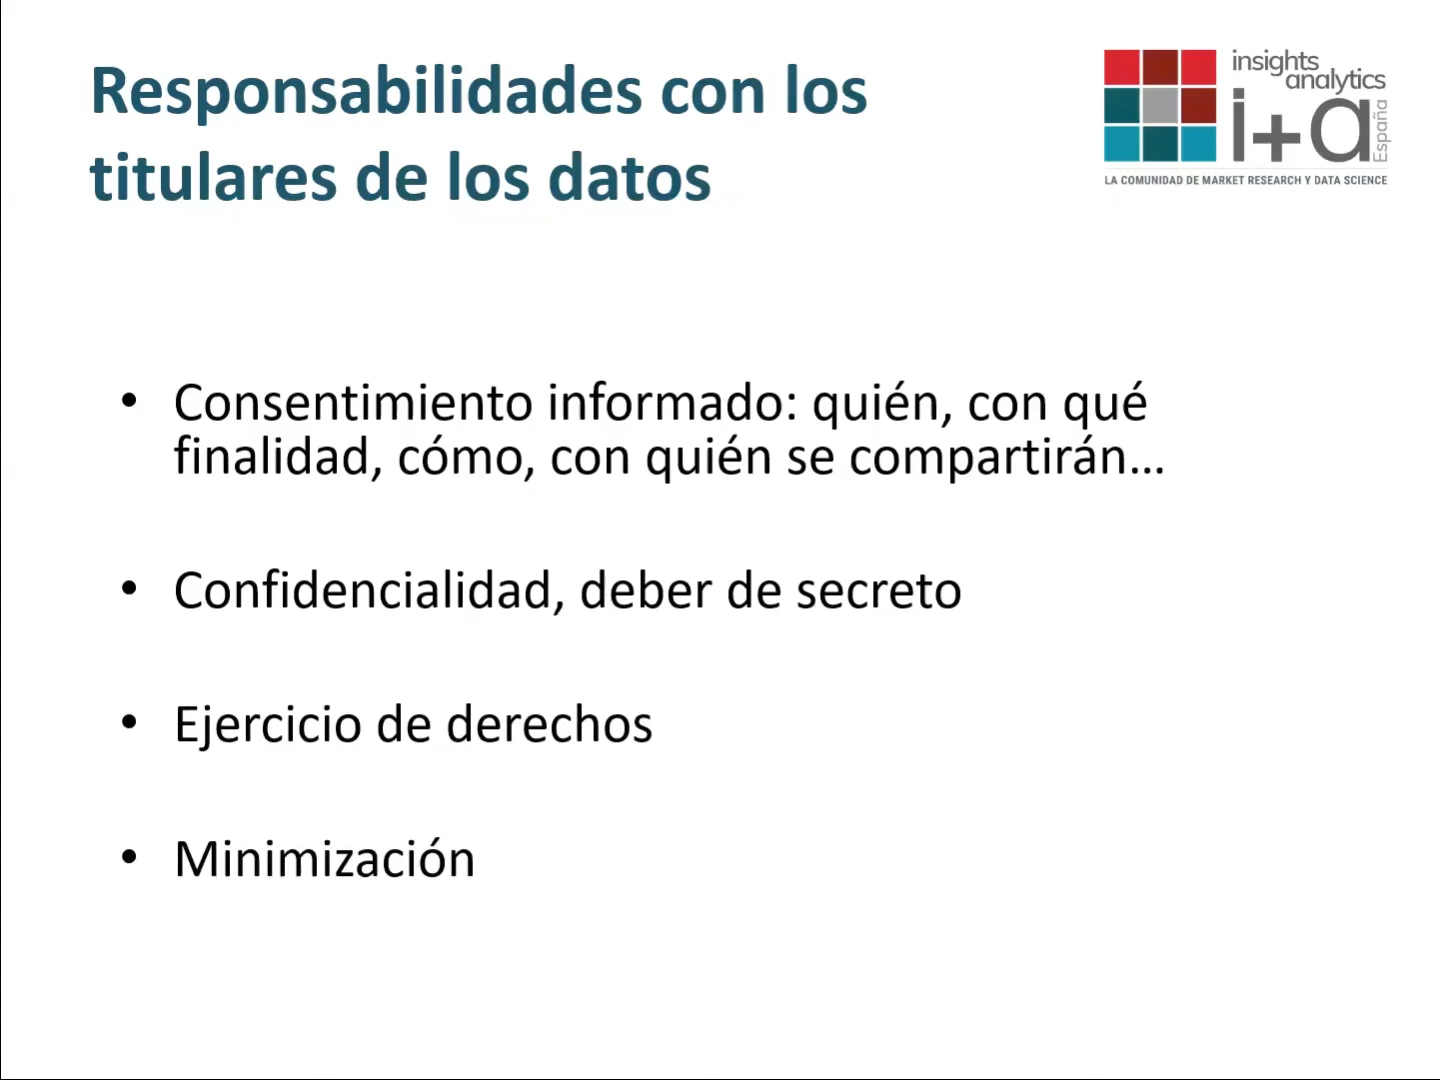 Responsabilidades con los
titulares de los datos
insights
analytics
i+a
España
LA COMUNIDAD DE MARKET RESEARCH Y DATA SCIENCE
• Consentimiento informado: quién, con qué
finalidad, cómo, con quién se compartirán...
• Confidencialidad, deber de secreto
• Ejercicio de derechos
• Minimización